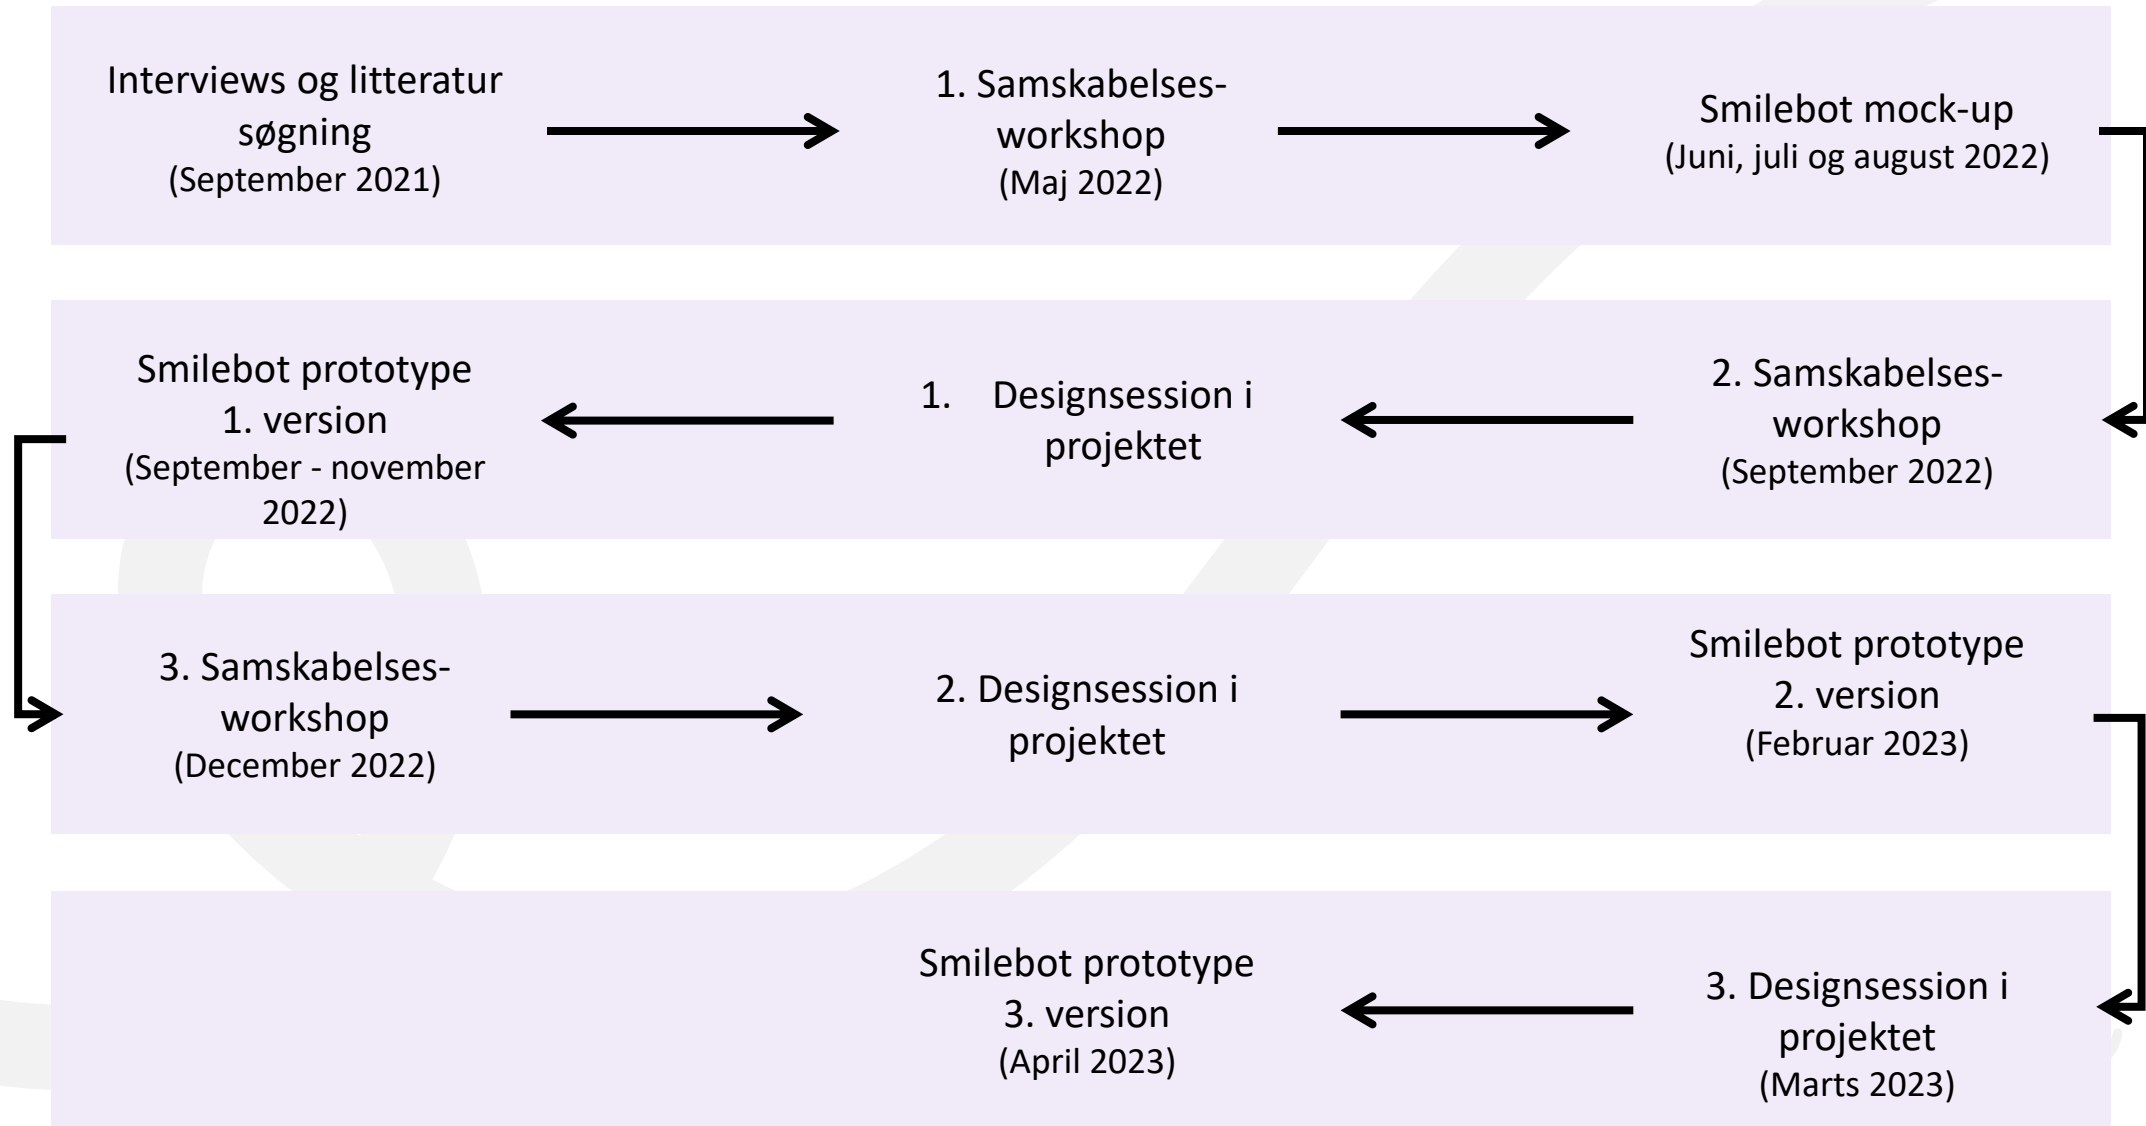 Interviews og litteratur
søgning
(September 2021)
1. Samskabelses-
workshop
(Maj 2022)
Smilebot mock-up
(Juni, juli og august 2022)
2. Samskabelses-
workshop
(September 2022)
1. Designsession i
projektet
Smilebot prototype
1. version
(September - november
2022)
3. Samskabelses-
workshop
(December 2022)
2. Designsession i
projektet
Smilebot prototype
2. version
(Februar 2023)
3. Designsession i
projektet
(Marts 2023)
Smilebot prototype
3. version
(April 2023)